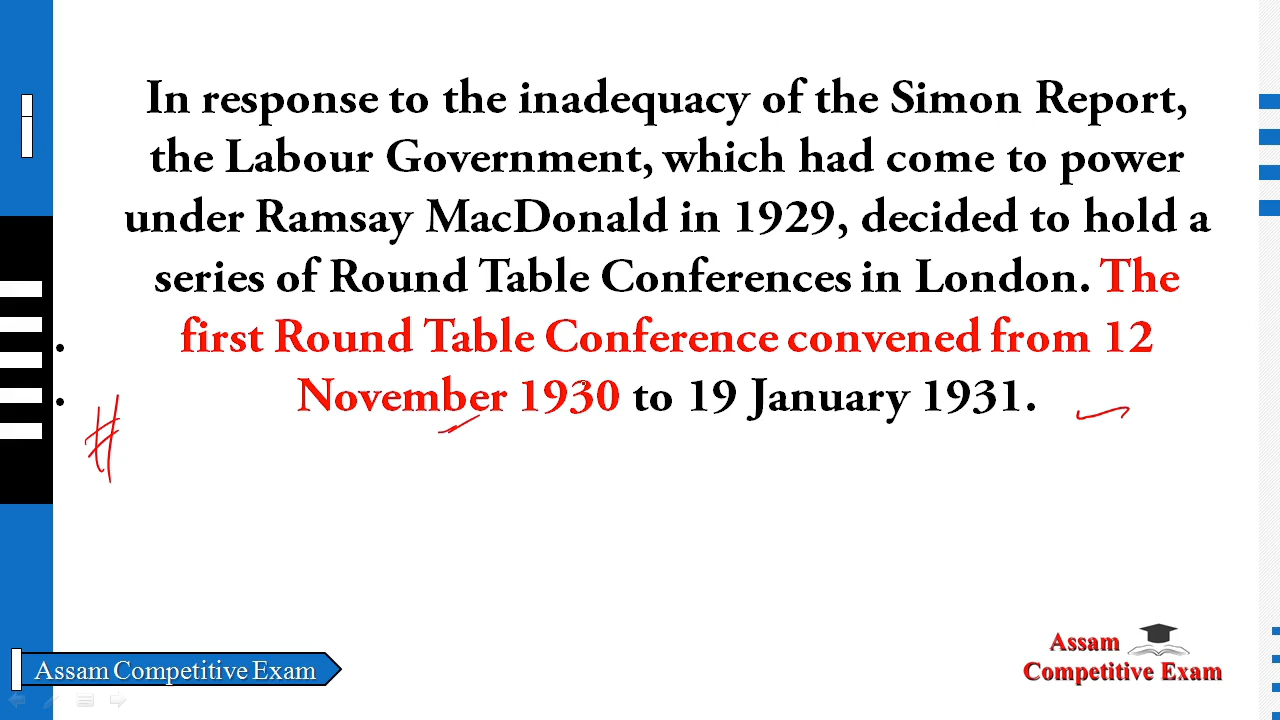 In response to the inadequacy of the Simon Report,
the Labour Government, which had come to power
under Ramsay MacDonald in 1929, decided to hold a
series of Round Table Conferences in London. The
first Round Table Conference convened from 12
November 1930 to 19 January 1931.
#
Assam Competitive Exam
Assam
Competitive Exam